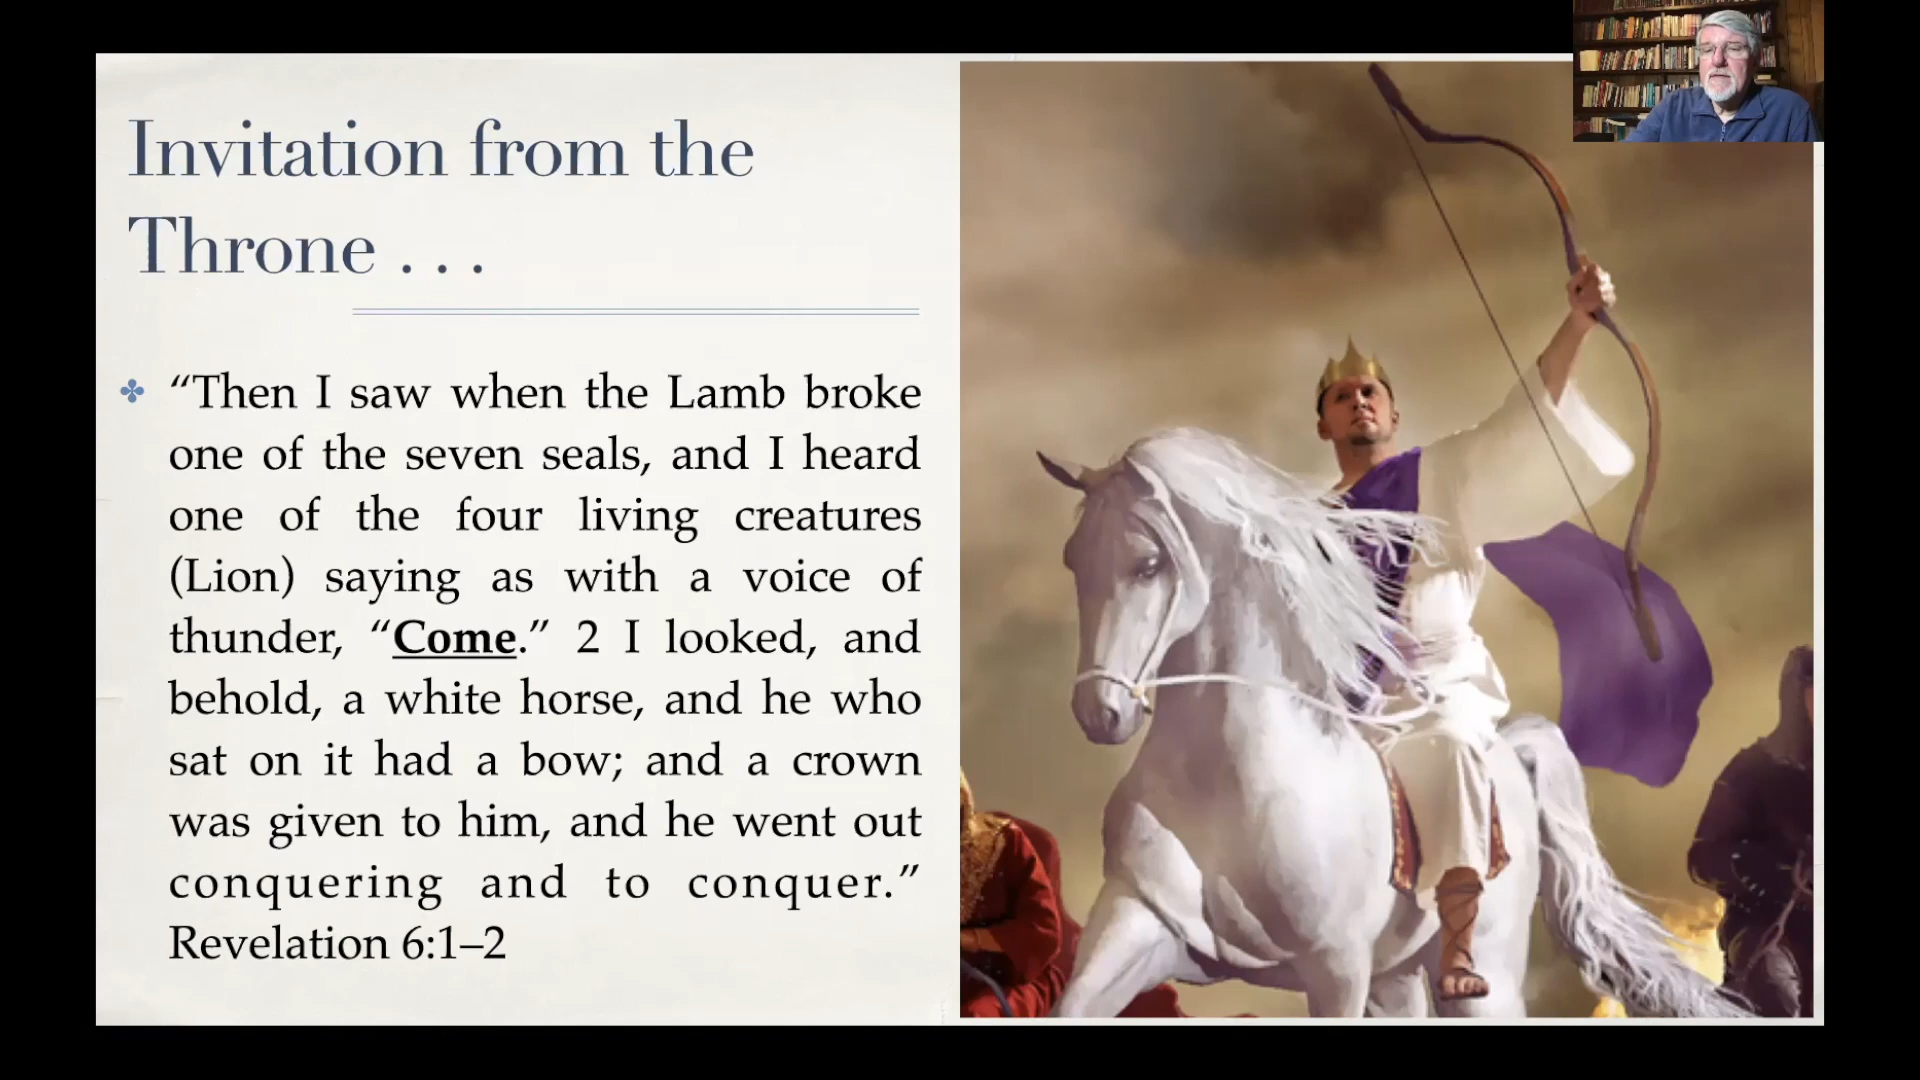 Invitation from the
Throne . . .
“Then I saw when the Lamb broke
one of the seven seals, and I heard
one of the four living creatures
(Lion) saying as with a voice of
thunder, “Come.” 2 I looked, and
behold, a white horse, and he who
sat on it had a bow; and a crown
was given to him, and he went out
conquering and to conquer.”
Revelation 6:1–2